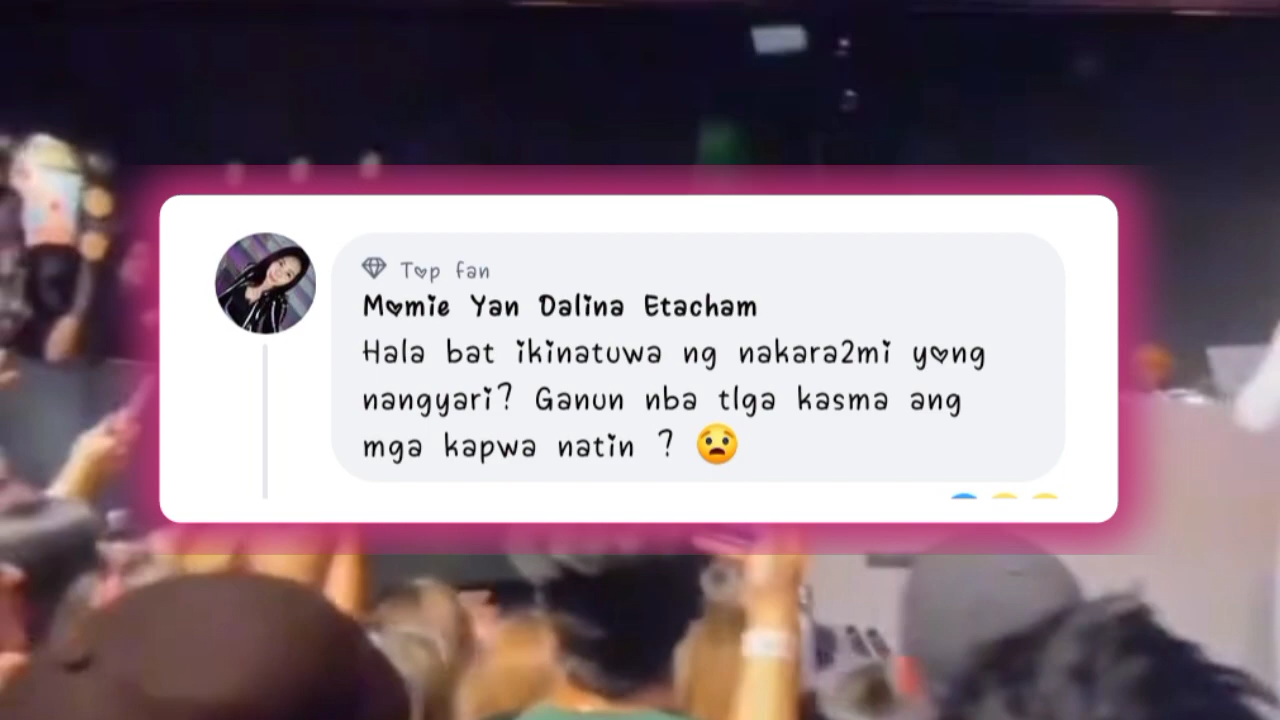 Top fan
Momie Yan Dalina Etacham
Hala bat ikinatuwa ng nakara2mi yong
nangyari? Ganun nba tlga kasma ang
mga kapwa natin ? 😧